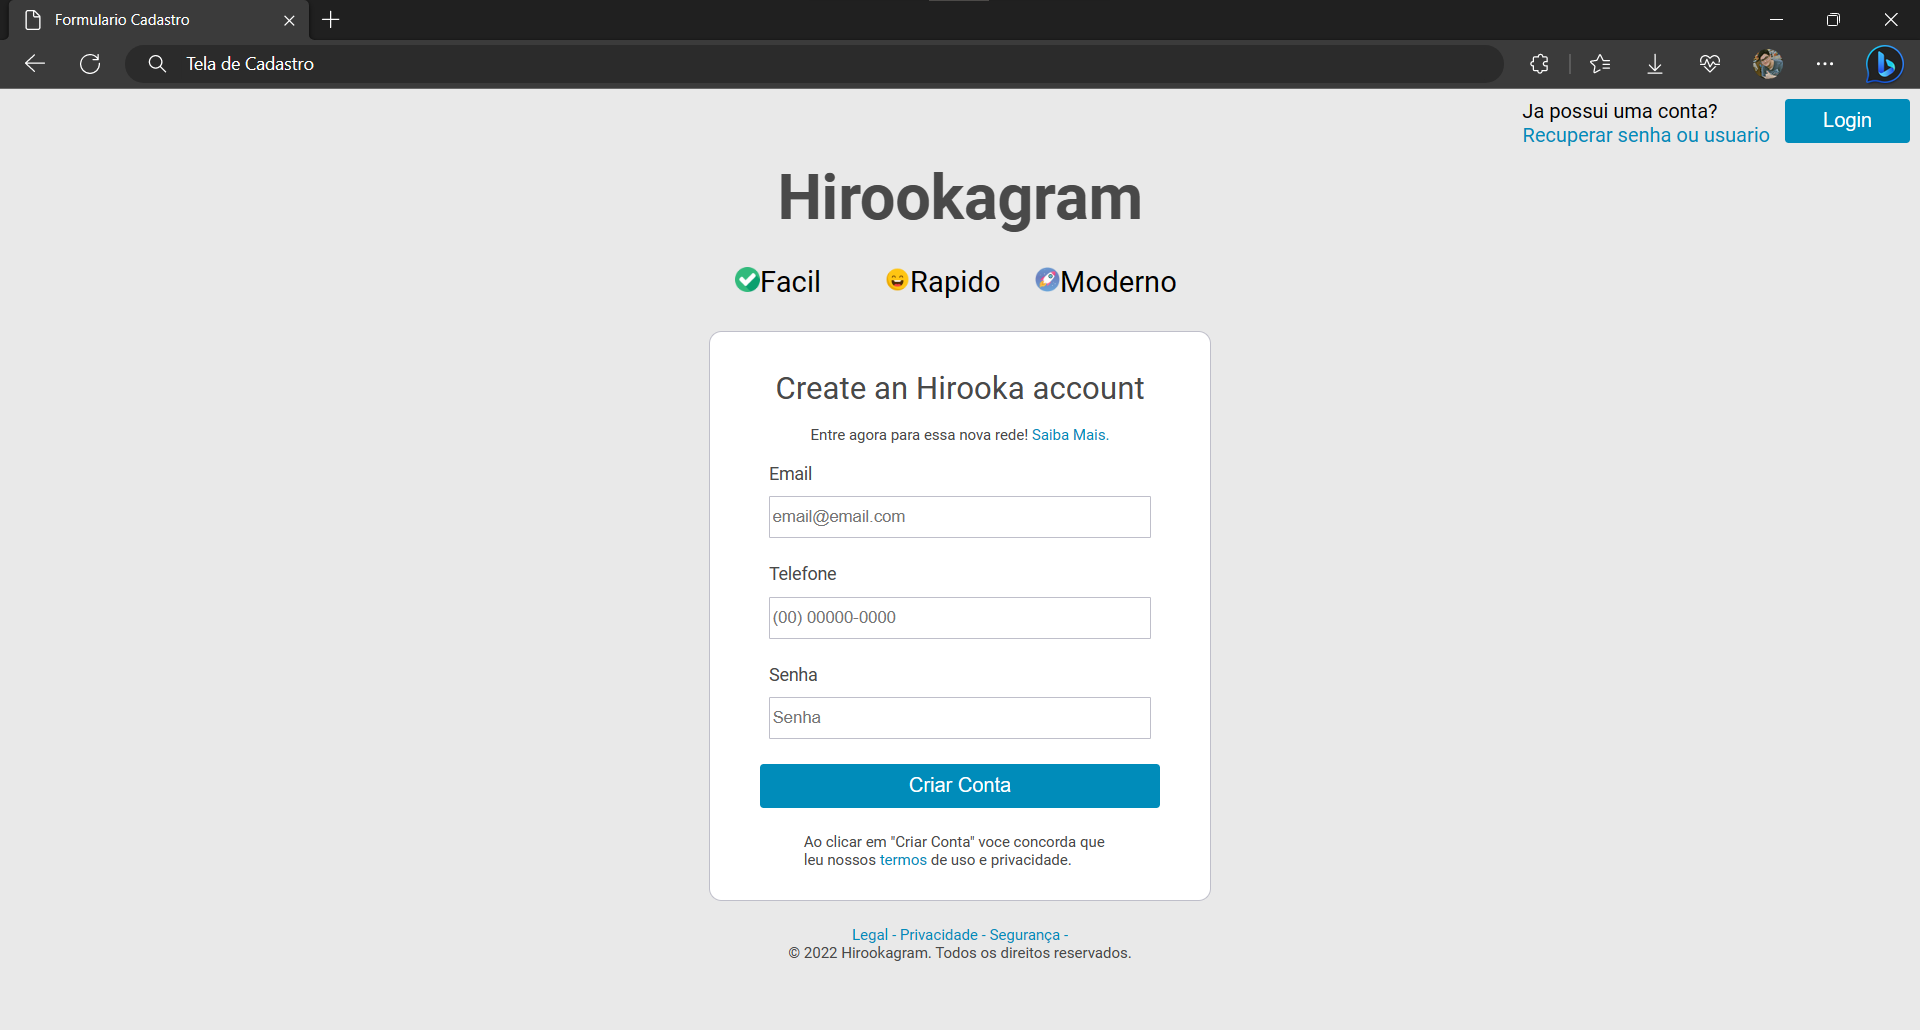 Formulario Cadastro
Tela de Cadastro
Ja possui uma conta?
Recuperar senha ou usuario
Login
Hirookagram
Facil
Rapido
Moderno
Create an Hirooka account
Entre agora para essa nova rede! Saiba Mais.
Email
email@email.com
Telefone
(00) 00000-0000
Senha
Senha
Criar Conta
Ao clicar em "Criar Conta" voce concorda que
leu nossos termos de uso e privacidade.
Legal - Privacidade - Segurança -
© 2022 Hirookagram. Todos os direitos reservados.